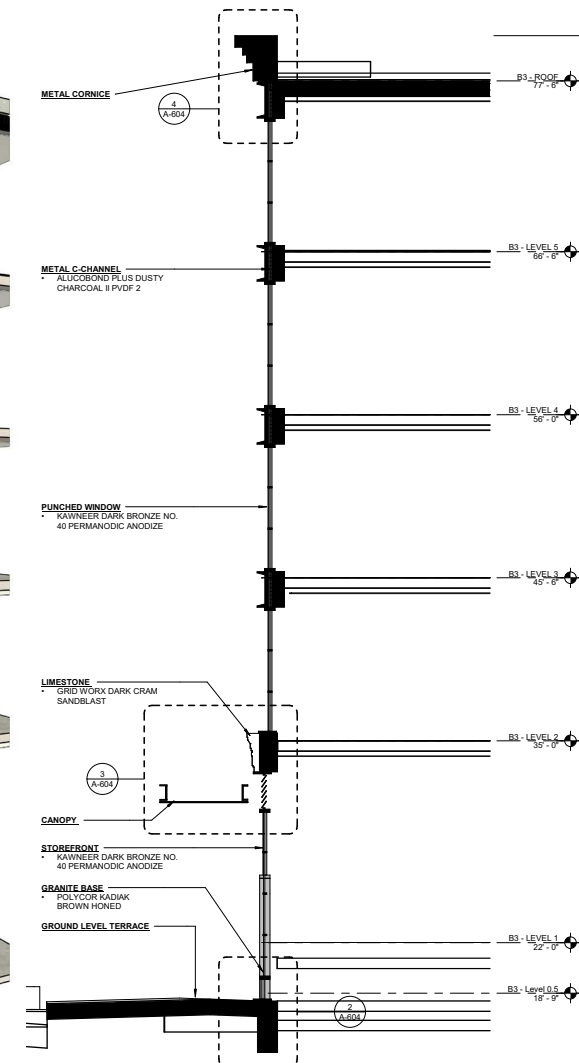 METAL CORNICE
4
A-604
B3 - ROOF
77' - 6"
METAL C-CHANNEL
• ALUCOBOND PLUS DUSTY
CHARCOAL II PVDF 2
B3 - LEVEL 5
66' - 6"
B3 - LEVEL 4
56' - 0"
PUNCHED WINDOW
• KAWNEER DARK BRONZE NO.
40 PERMANODIC ANODIZE
B3 - LEVEL 3
45' - 6"
LIMESTONE
• GRID WORX DARK CRAM
SANDBLAST
B3 - LEVEL 2
35' - 0"
3
A-604
CANOPY
STOREFRONT
• KAWNEER DARK BRONZE NO.
40 PERMANODIC ANODIZE
GRANITE BASE
• POLYCOR KADIAK
BROWN HONED
GROUND LEVEL TERRACE
B3 - LEVEL 1
22' - 0"
B3 - Level 0.5
18' - 9"
2
A-604